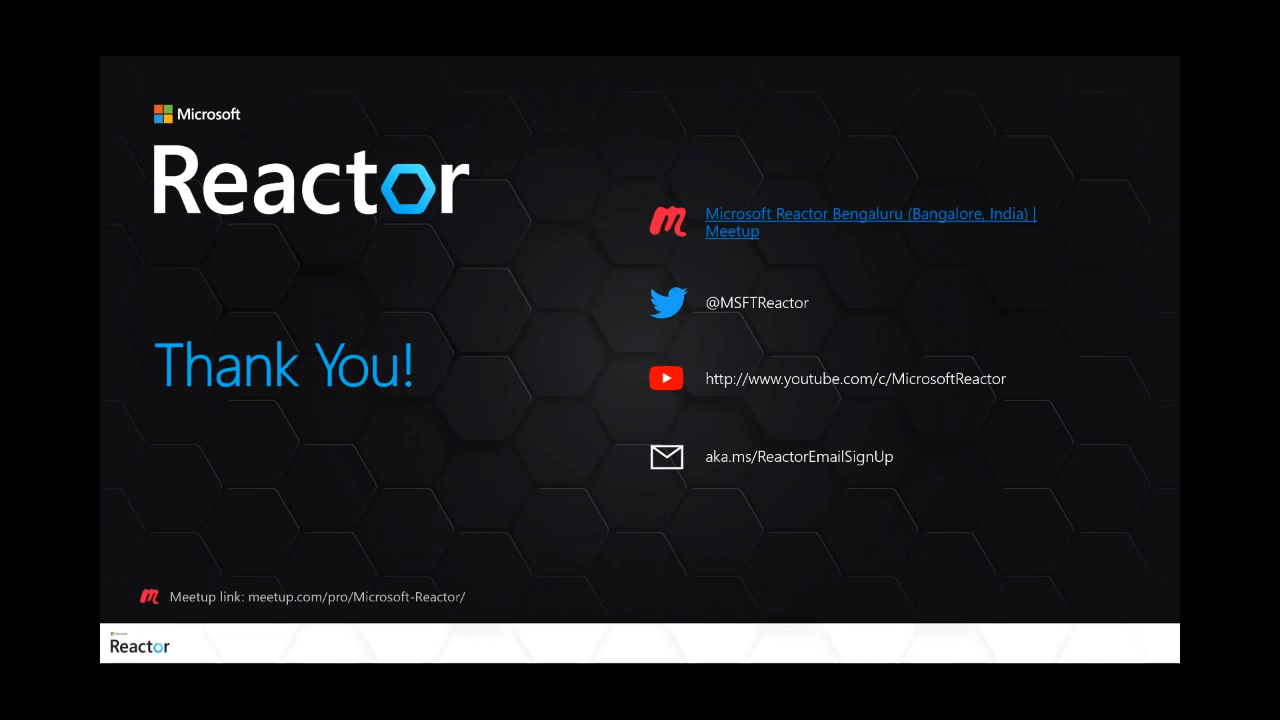 Microsoft
Reactor
Thank You!
Microsoft Reactor Bengaluru (Bangalore, India) |
Meetup
@MSFTReactor
http://www.youtube.com/c/MicrosoftReactor
aka.ms/ReactorEmailSignUp
Meetup link: meetup.com/pro/Microsoft-Reactor/
Microsoft
Reactor